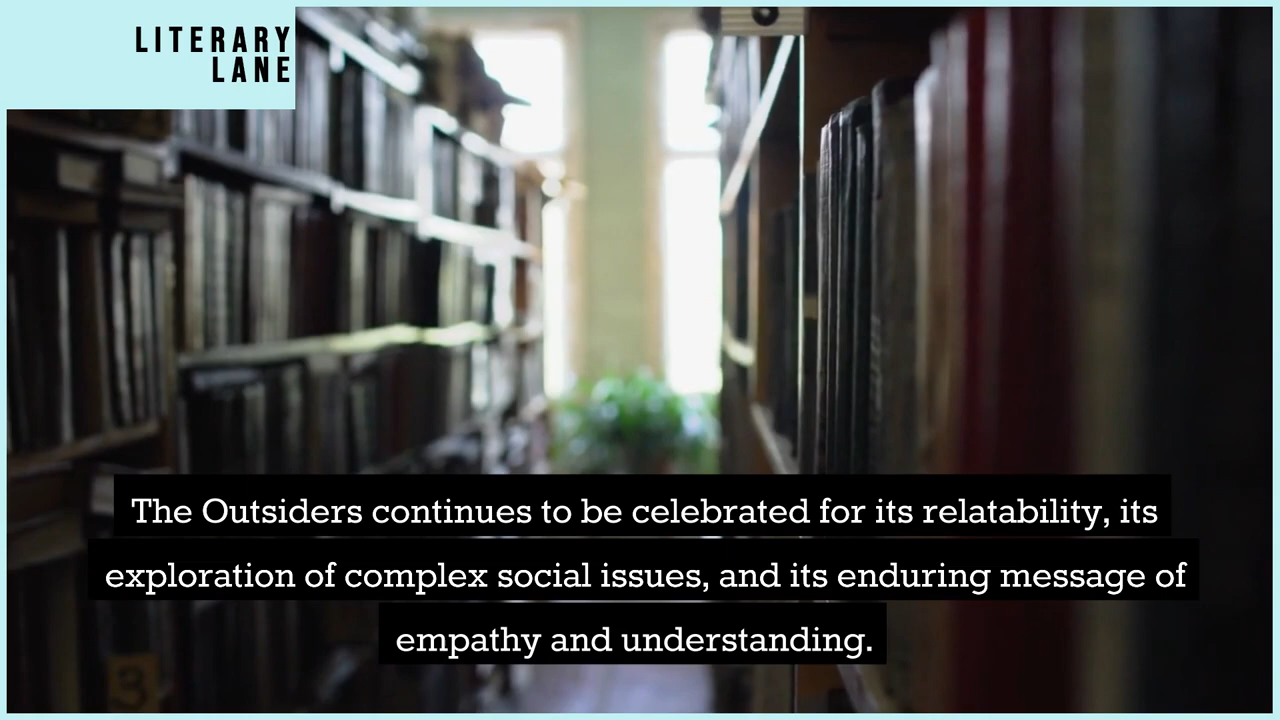 LITERARY
LANE
The Outsiders continues to be celebrated for its relatability, its
exploration of complex social issues, and its enduring message of
empathy and understanding.
3